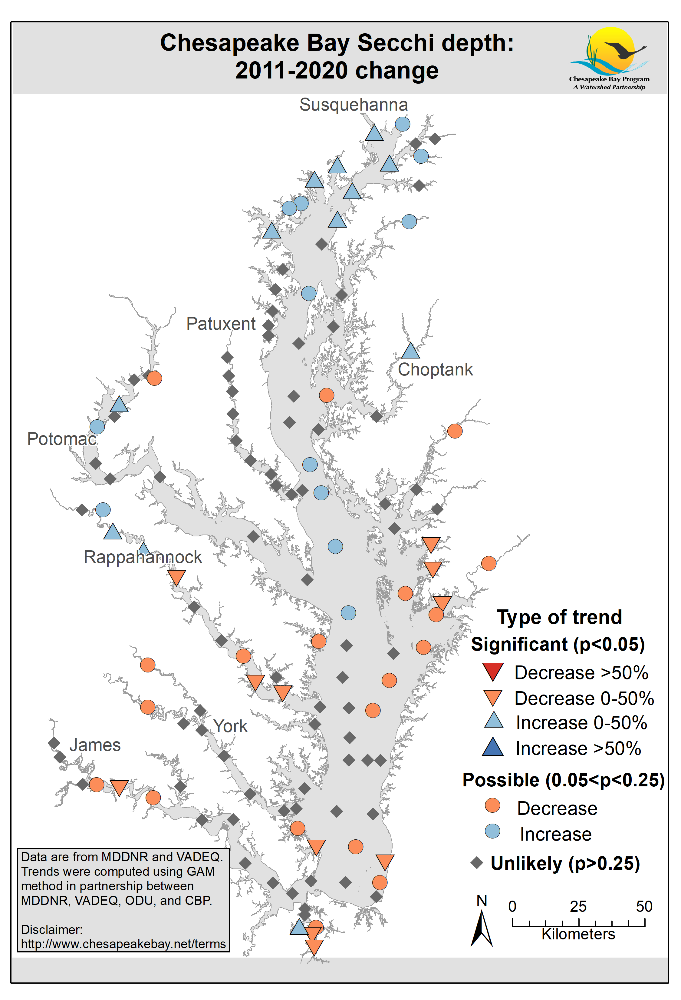 Chesapeake Bay Secchi depth:
2011-2020 change
Chesapeake Bay Program
A Watershed Partnership
Susquehanna
Patuxent
Choptank
Potomac
Rappahannock
York
James
Type of trend
Significant (p<0.05)
Decrease >50%
Decrease 0-50%
Increase 0-50%
Increase >50%
Possible (0.05<p<0.25)
Decrease
Increase
Unlikely (p>0.25)
Data are from MDDNR and VADEQ.
Trends were computed using GAM
method in partnership between
MDDNR, VADEQ, ODU, and CBP.
Disclaimer:
http://www.chesapeakebay.net/terms
N
0 25 50
Kilometers